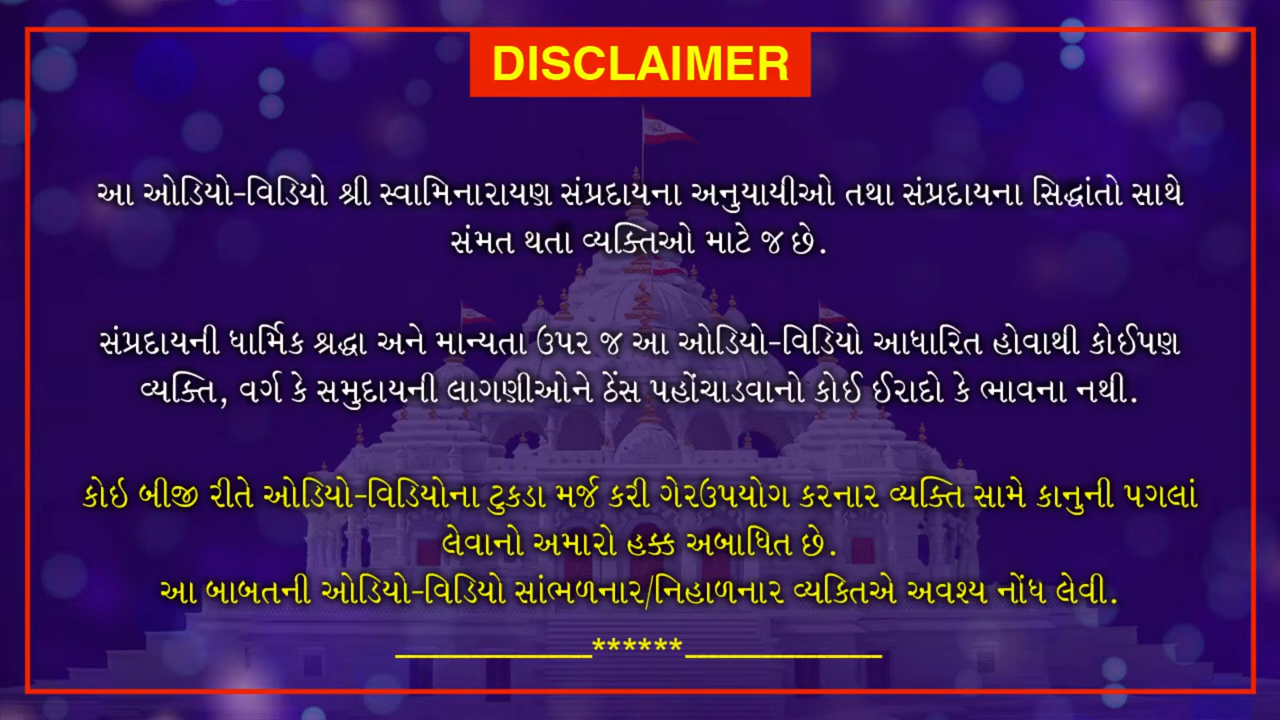 DISCLAIMER
આ ઓડિયો-વિડિયો શ્રી સ્વામિનારાયણ સંપ્રદાયના અનુયાયીઓ તથા સંપ્રદાયના સિદ્ધાંતો સાથે
સંમત થતા વ્યક્તિઓ માટે જ છે.
સંપ્રદાયની ધાર્મિક શ્રદ્ધા અને માન્યતા ઉપર જ આ ઓડિયો-વિડિયો આધારિત હોવાથી કોઈપણ
વ્યક્તિ, વર્ગ કે સમુદાયની લાગણીઓને ઠેંસ પહોંચાડવાનો કોઈ ઈરાદો કે ભાવના નથી.
કોઇ બીજી રીતે ઓડિયો-વિડિયોના ટુકડા મર્જ કરી ગેરઉપયોગ કરનાર વ્યક્તિ સામે કાનુની પગલાં
લેવાનો અમારો હક્ક અબાધિત છે.
આ બાબતની ઓડિયો-વિડિયો સાંભળનાર/નિહાળનાર વ્યકિતએ અવશ્ય નોંધ લેવી.
______________******______________